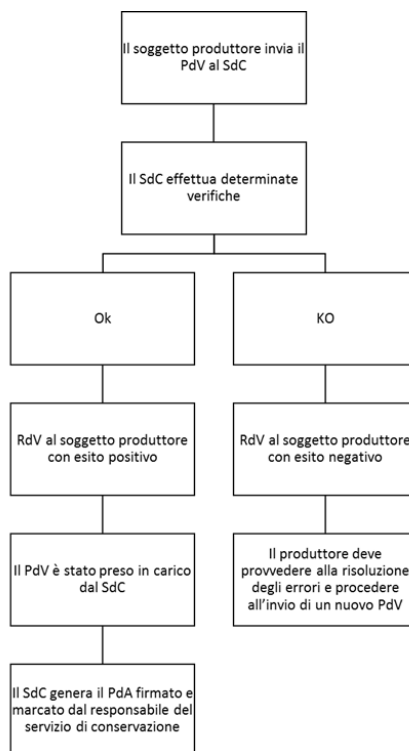 Il soggetto produttore invia il
PdV al SdC
Il SdC effettua determinate
verifiche
Ok
KO
RdV al soggetto produttore
con esito positivo
RdV al soggetto produttore
con esito negativo
Il PdV è stato preso in carico
dal SdC
Il produttore deve
provvedere alla risoluzione
degli errori e procedere
all'invio di un nuovo PdV
Il SdC genera il PdA firmato e
marcato dal responsabile del
servizio di conservazione